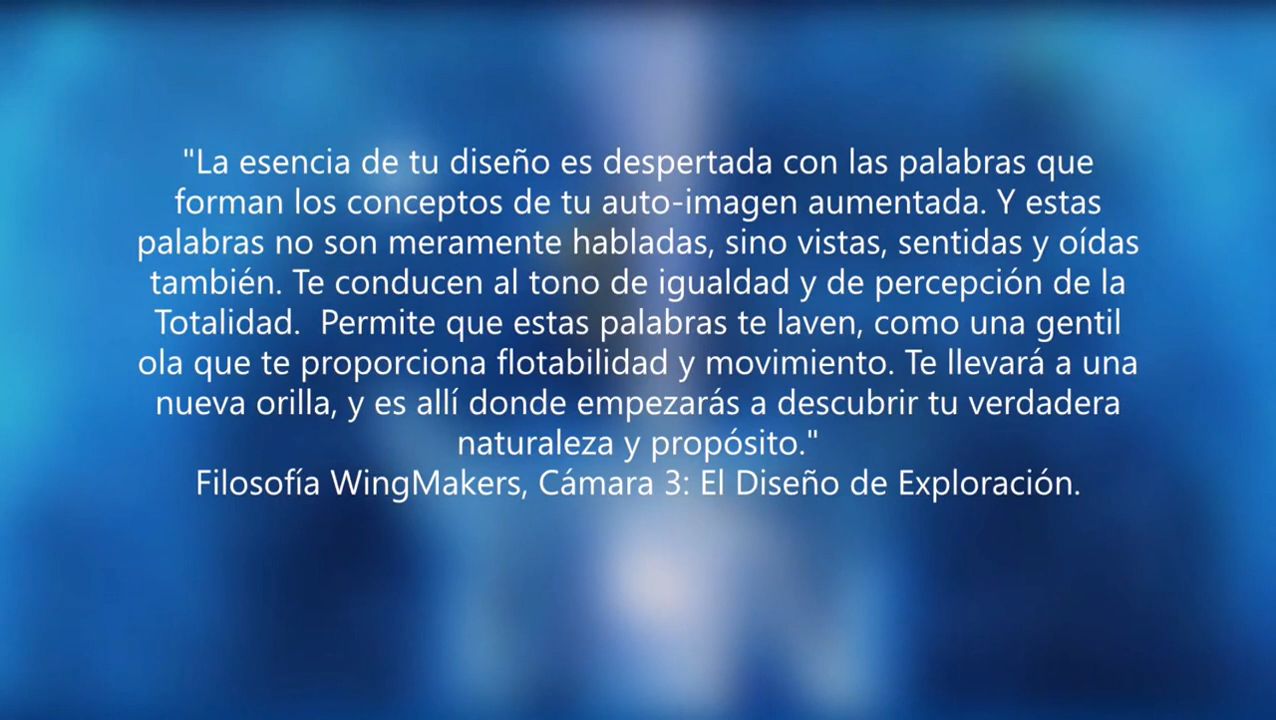 "La esencia de tu diseño es despertada con las palabras que
forman los conceptos de tu auto-imagen aumentada. Y estas
palabras no son meramente habladas, sino vistas, sentidas y oídas
también. Te conducen al tono de igualdad y de percepción de la
Totalidad.  Permite que estas palabras te laven, como una gentil
ola que te proporciona flotabilidad y movimiento. Te llevará a una
nueva orilla, y es allí donde empezarás a descubrir tu verdadera
naturaleza y propósito."
Filosofía WingMakers, Cámara 3: El Diseño de Exploración.